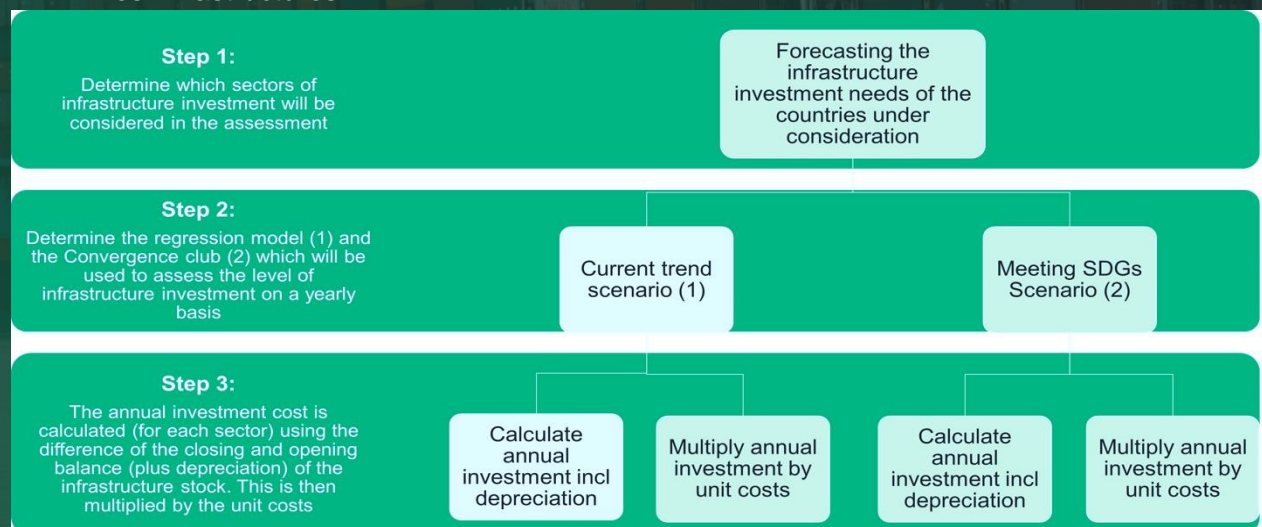 Step 1:
Determine which sectors of
infrastructure investment will be
considered in the assessment
Forecasting the
infrastructure
investment needs of the
countries under
consideration
Step 2:
Determine the regression model (1) and
the Convergence club (2) which will be
used to assess the level of
infrastructure investment on a yearly
basis
Current trend
scenario (1)
Meeting SDGs
Scenario (2)
Step 3:
The annual investment cost is
calculated (for each sector) using the
difference of the closing and opening
balance (plus depreciation) of the
infrastructure stock. This is then
multiplied by the unit costs
Calculate
annual
investment incl
depreciation
Multiply annual
investment by
unit costs
Calculate
annual
investment incl
depreciation
Multiply annual
investment by
unit costs